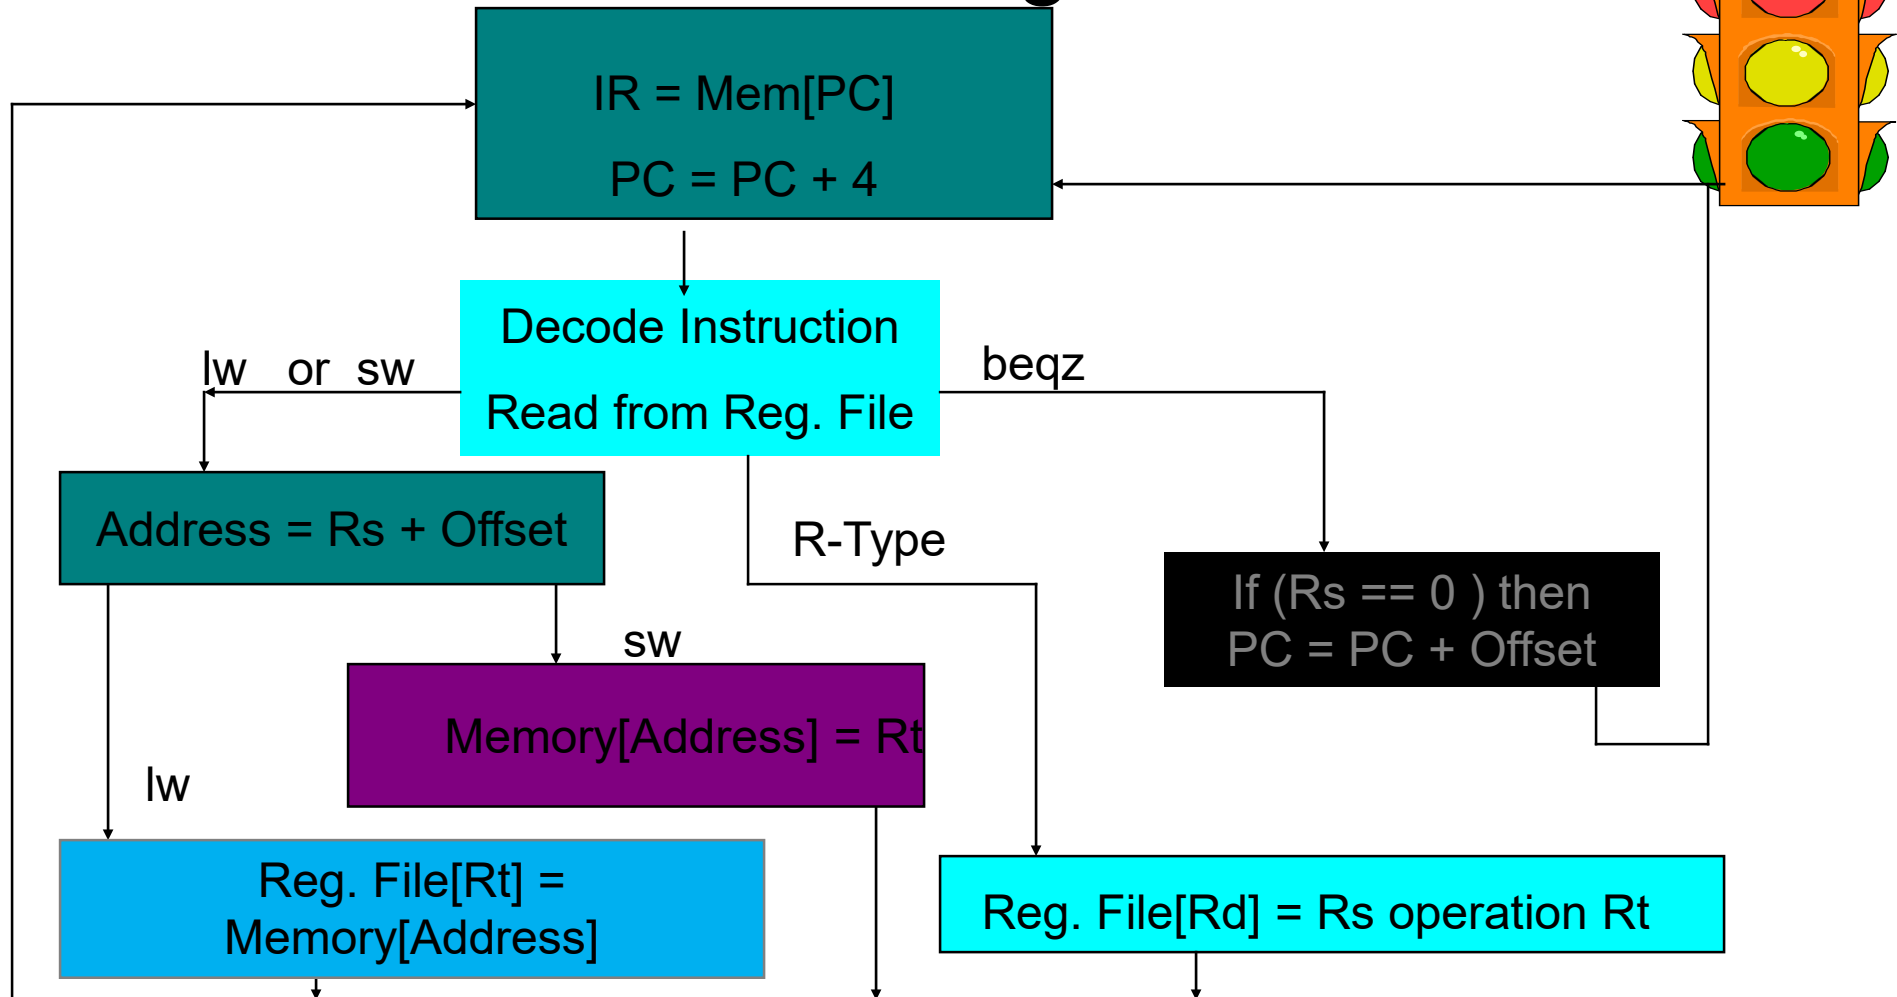 IR = Mem[PC]
PC = PC + 4
Decode Instruction
Read from Reg. File
lw or sw
beqz
Address = Rs + Offset
R-Type
If (Rs == 0 ) then
PC = PC + Offset
sw
Memory[Address] = Rt
lw
Reg. File[Rt] =
Memory[Address]
Reg. File[Rd] = Rs operation Rt